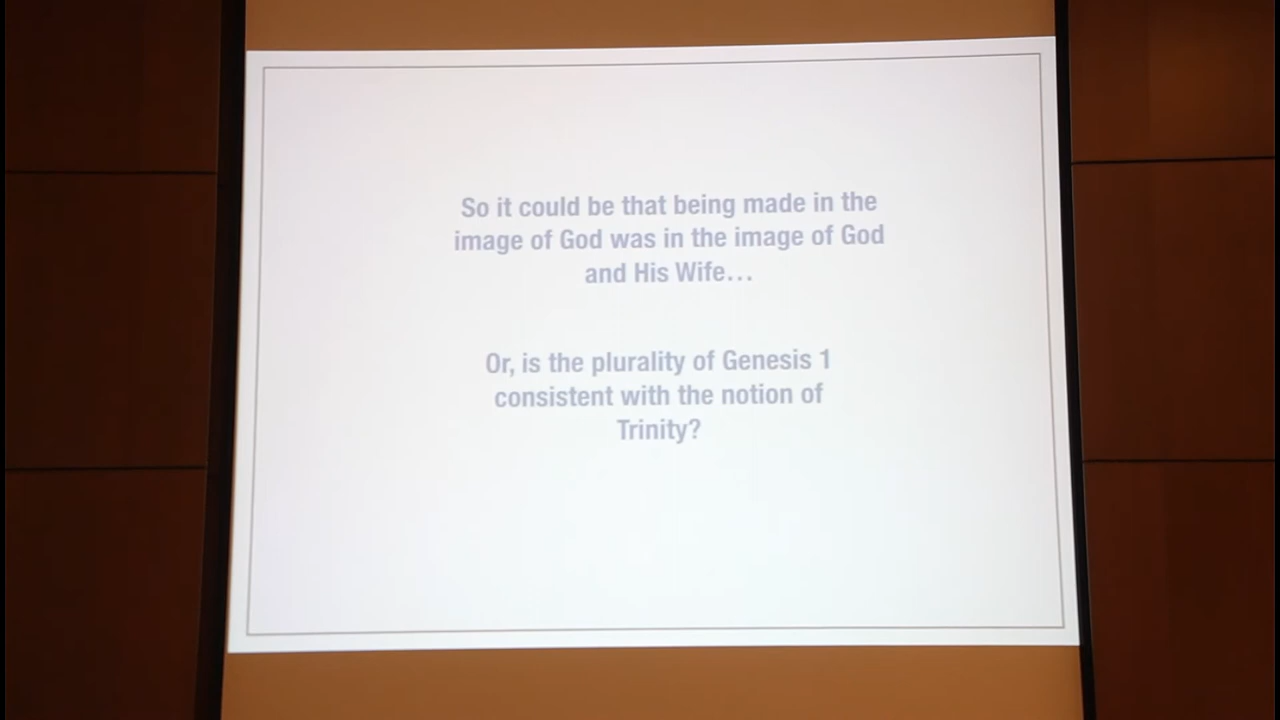 So it could be that being made in the
image of God was in the image of God
and His Wife…
Or, is the plurality of Genesis 1
consistent with the notion of
Trinity?